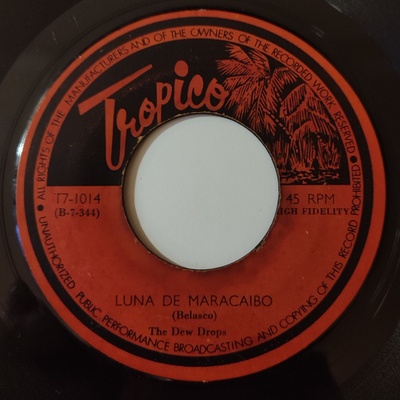 ALL RIGHTS OF THE MANUFACTURERS AND OF THE OWNERS OF THE RECORDED WORK RESERVED
Tropico
T7-1014
(B-7-344)
45 RPM
HIGH FIDELITY
LUNA DE MARACAIBO
(Belasco)
The Dew Drops
UNAUTHORIZED PUBLIC PERFORMANCE BROADCASTING AND COPYING OF THIS RECORD PROHIBITED